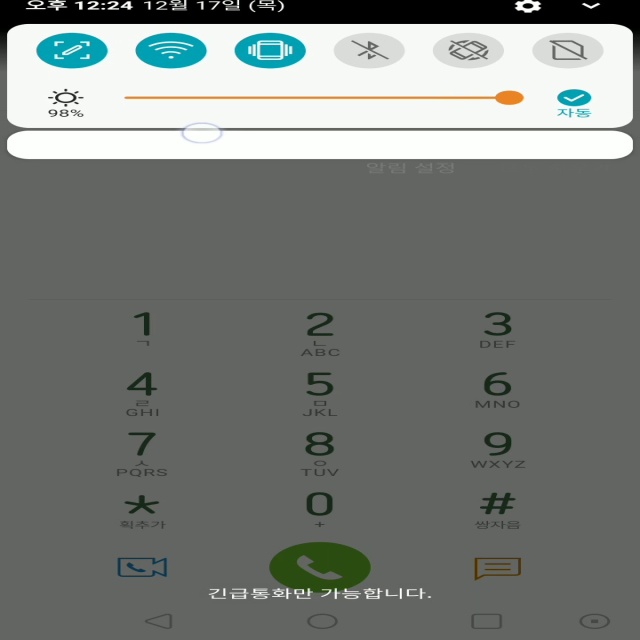 오후 12:24 12월 17일 (목)
98%
자동
알림 설정
1 2 3
ㄱ ㄴ ABC DEF
4 5 6
ㄹ GHI ㅁ JKL MNO
7 8 9
ㅅ PQRS ㅇ TUV WXYZ
* 0 #
획추가 + 쌍자음
긴급통화만 가능합니다.